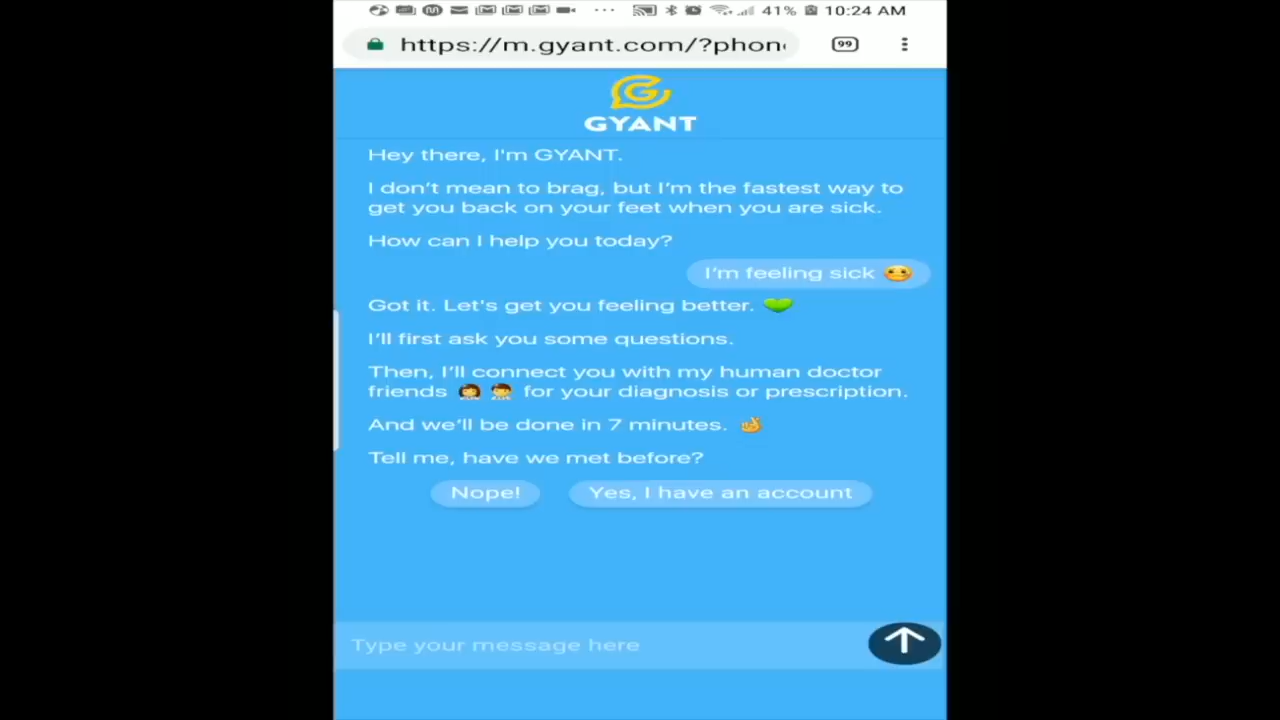 41% 10:24 AM
https://m.gyant.com/?phon
99
GYANT
Hey there, I'm GYANT.
I don't mean to brag, but I'm the fastest way to
get you back on your feet when you are sick.
How can I help you today?
I'm feeling sick
Got it. Let's get you feeling better.
I'll first ask you some questions.
Then, I'll connect you with my human doctor
friends for your diagnosis or prescription.
And we'll be done in 7 minutes.
Tell me, have we met before?
Nope! Yes, I have an account
Type your message here